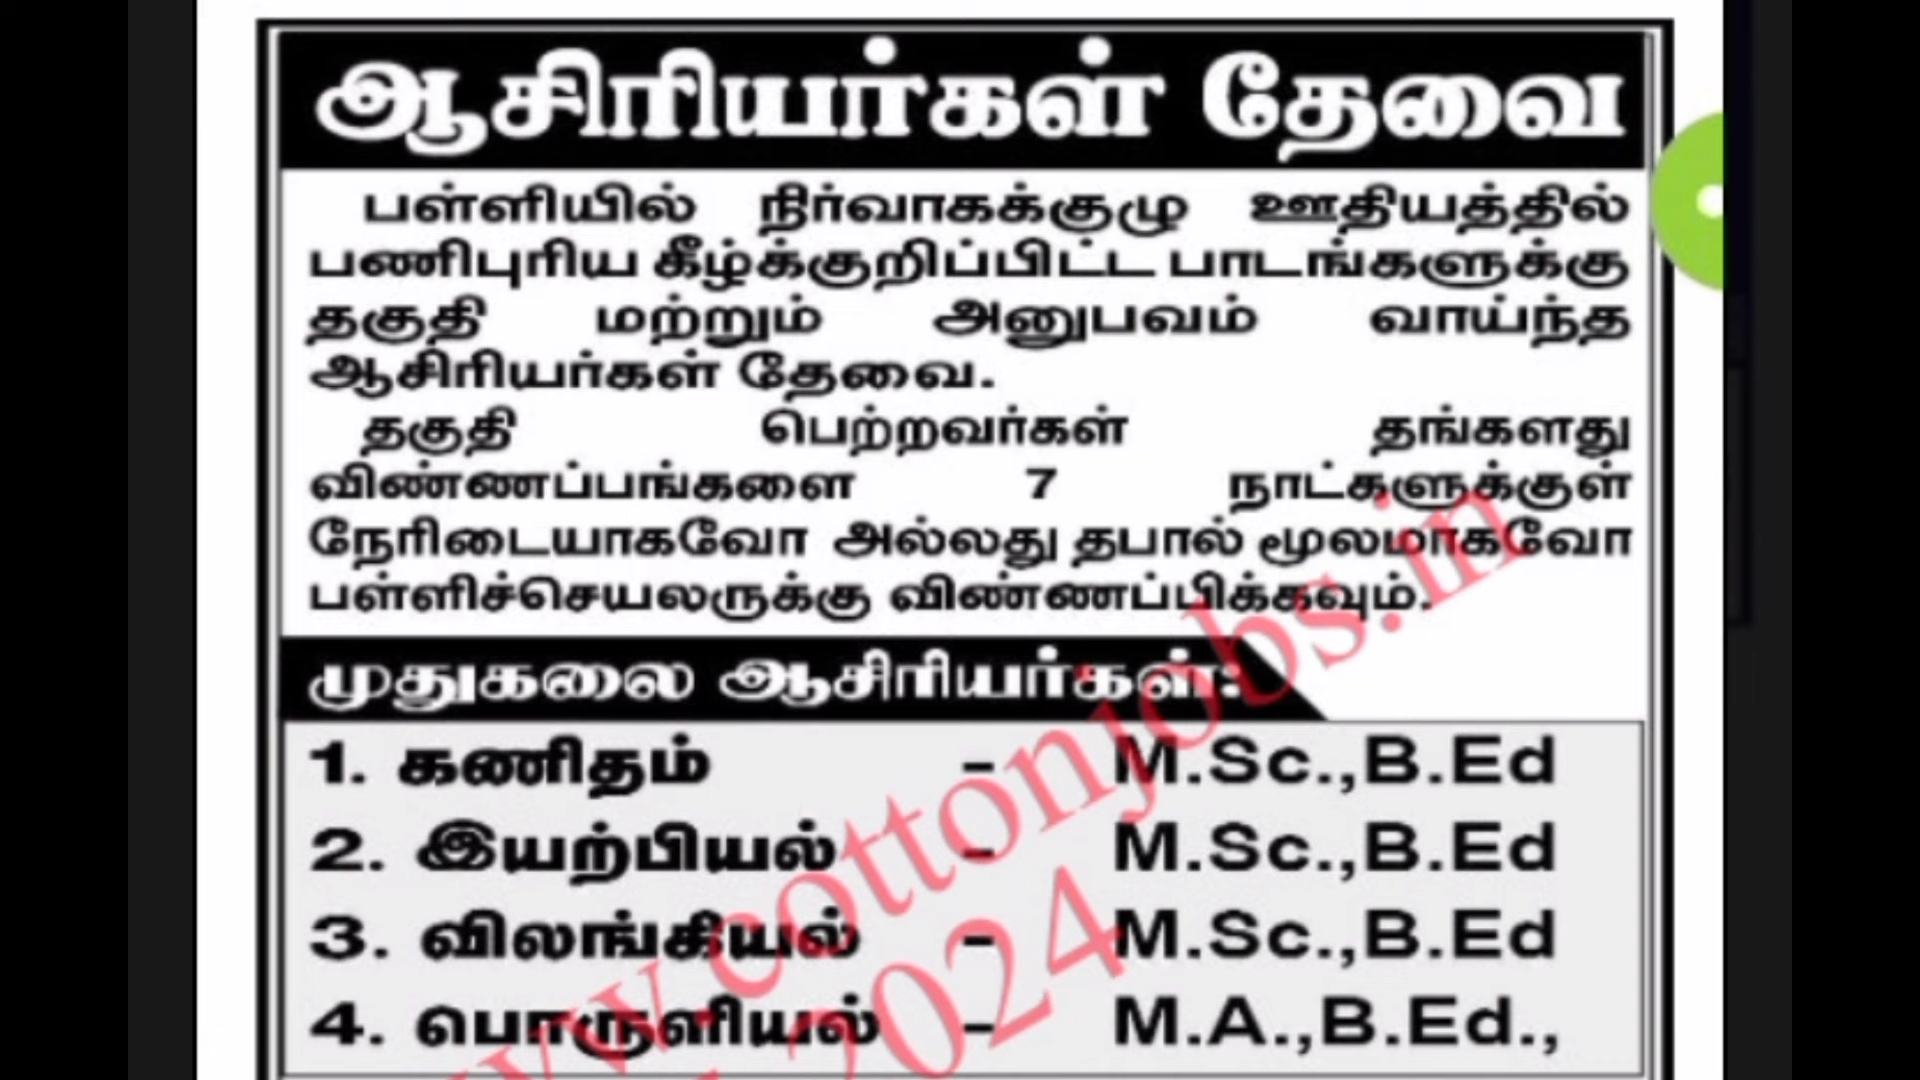 ஆசிரியர்கள் தேவை
பள்ளியில் நிர்வாகக்குழு ஊதியத்தில்
பணிபுரிய கீழ்க்குறிப்பிட்ட பாடங்களுக்கு
தகுதி மற்றும் அனுபவம் வாய்ந்த
ஆசிரியர்கள் தேவை.
தகுதி பெற்றவர்கள் தங்களது
விண்ணப்பங்களை 7 நாட்களுக்குள்
நேரிடையாகவோ அல்லது தபால் மூலமாகவோ
பள்ளிச்செயலருக்கு விண்ணப்பிக்கவும்.
முதுகலை ஆசிரியர்கள்:
1. கணிதம் – M.Sc.,B.Ed
2. இயற்பியல் – M.Sc.,B.Ed
3. விலங்கியல் – M.Sc.,B.Ed
4. பொருளியல் – M.A.,B.Ed.,
w.cottonjobs.in
2024